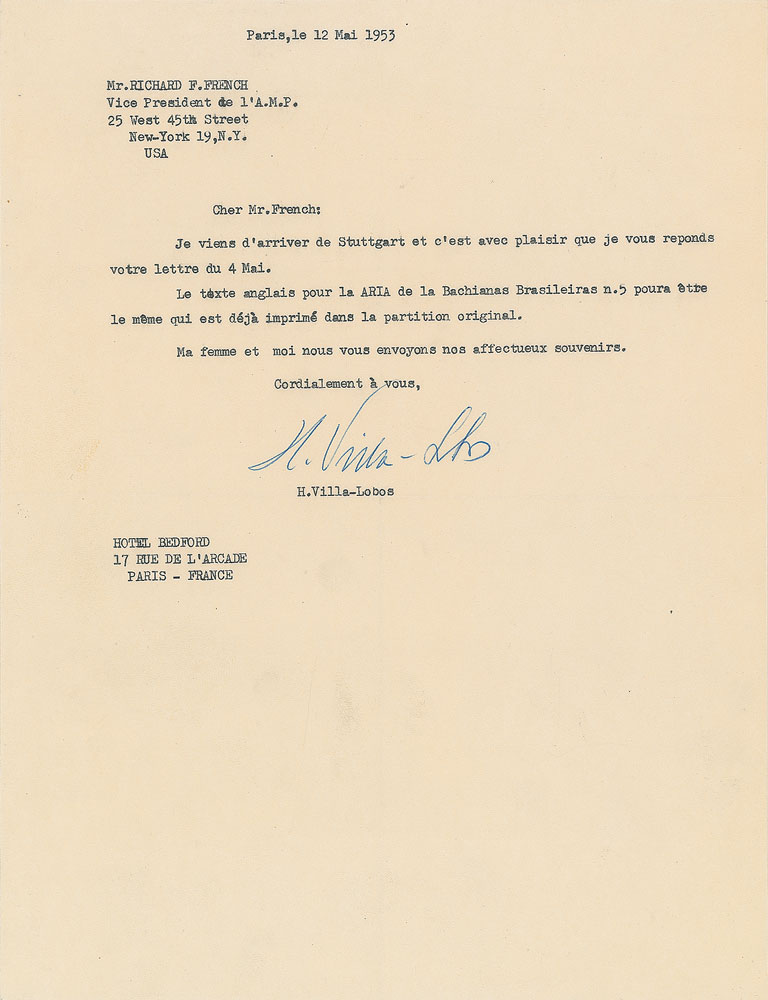 Paris,le 12 Mai 1953
Mr.RICHARD F.FRENCH
Vice President de l'A.M.P.
25 West 45th Street
New-York 19,N.Y.
USA
Cher Mr.French:
Je viens d'arriver de Stuttgart et c'est avec plaisir que je vous reponds
votre lettre du 4 Mai.
Le téxte anglais pour la ARIA de la Bachianas Brasileiras n.5 poura être
le même qui est déjà imprimé dans la partition original.
Ma femme et moi nous vous envoyons nos affectueux souvenirs.
Cordialement à vous,
H. Villa-Lobos
H.Villa-Lobos
HOTEL BEDFORD
17 RUE DE L'ARCADE
PARIS - FRANCE